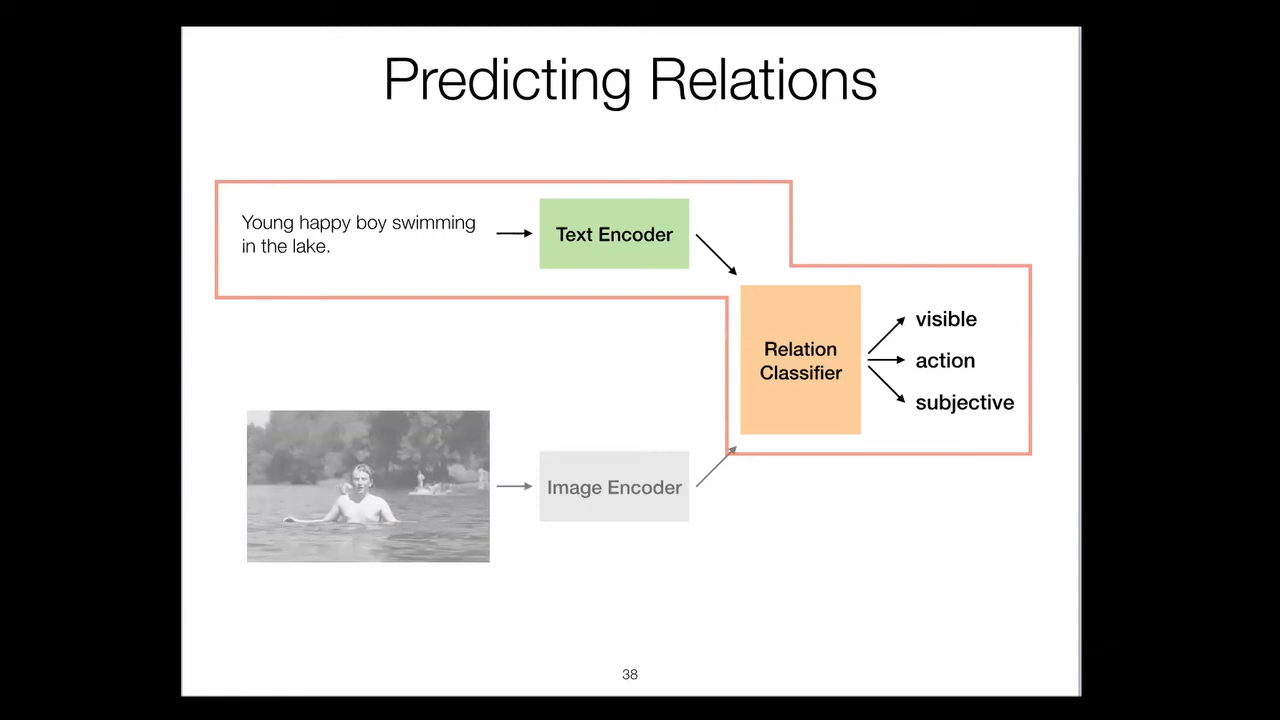 Predicting Relations
Young happy boy swimming
in the lake.
Text Encoder
Relation
Classifier
visible
action
subjective
Image Encoder
38